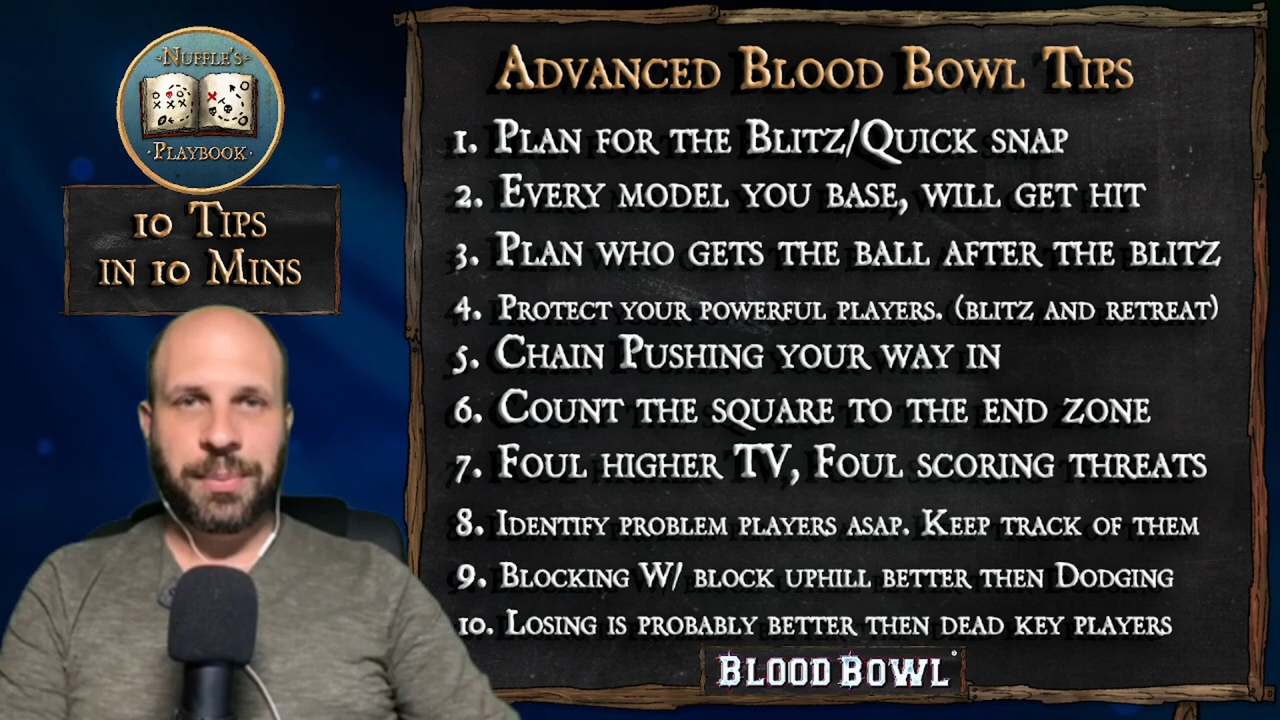 Nuffle's
Playbook
10 Tips
in 10 Mins
Advanced Blood Bowl Tips
1. Plan for the Blitz/Quick snap
2. Every model you base, will get hit
3. Plan who gets the ball after the blitz
4. Protect your powerful players. (blitz and retreat)
5. Chain Pushing your way in
6. Count the square to the end zone
7. Foul higher TV, Foul scoring threats
8. Identify problem players asap. Keep track of them
9. Blocking W/ block uphill better then Dodging
10. Losing is probably better then dead key players
BLOOD BOWL